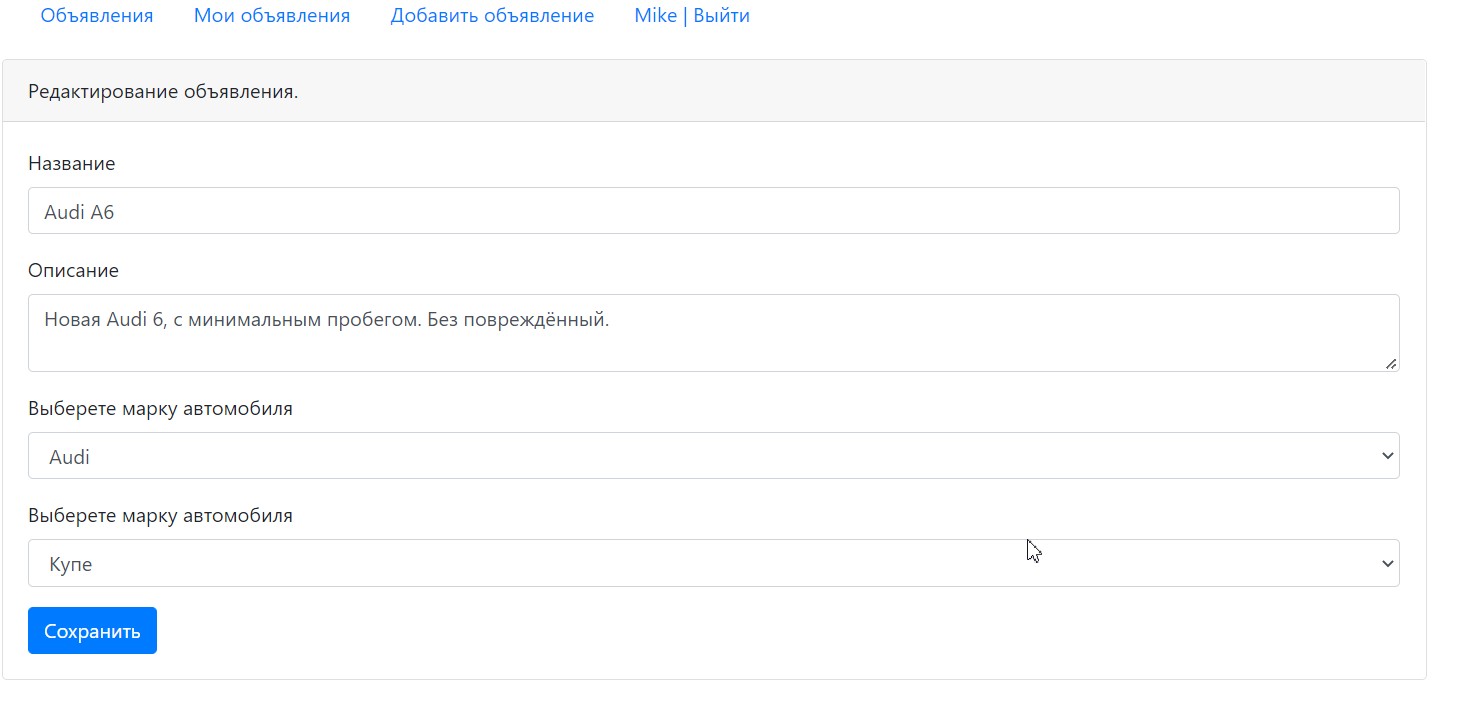 Объявления Мои объявления Добавить объявление Mike | Выйти
Редактирование объявления.
Название
Audi A6
Описание
Новая Audi 6, с минимальным пробегом. Без повреждённый.
Выберете марку автомобиля
Audi
Выберете марку автомобиля
Купе
Сохранить